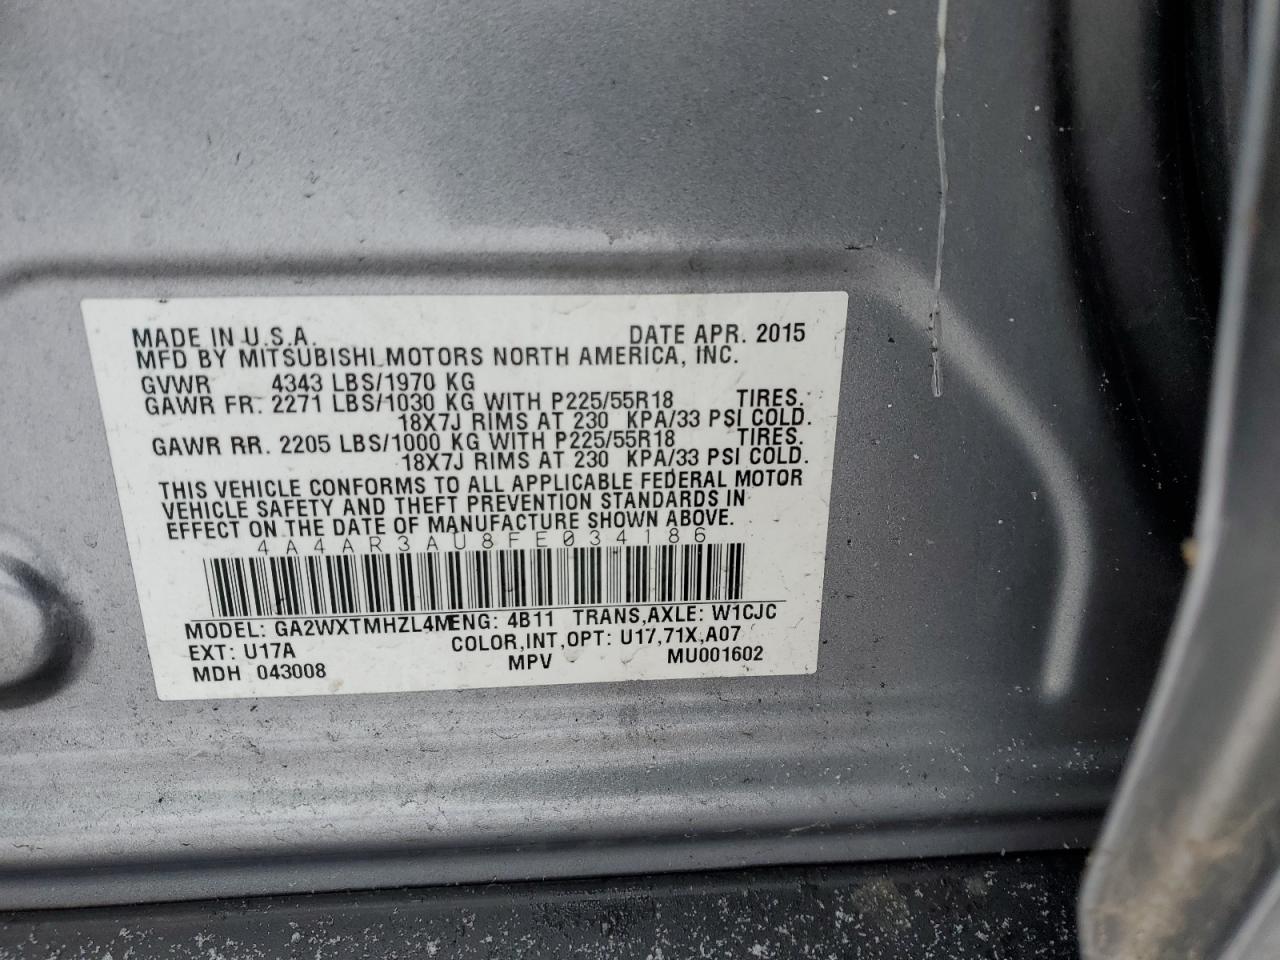 MADE IN U.S.A. DATE APR. 2015
MFD BY MITSUBISHI MOTORS NORTH AMERICA, INC.
GVWR 4343 LBS/1970 KG
GAWR FR. 2271 LBS/1030 KG WITH P225/55R18 TIRES.
18X7J RIMS AT 230 KPA/33 PSI COLD.
GAWR RR. 2205 LBS/1000 KG WITH P225/55R18 TIRES.
18X7J RIMS AT 230 KPA/33 PSI COLD.
THIS VEHICLE CONFORMS TO ALL APPLICABLE FEDERAL MOTOR
VEHICLE SAFETY AND THEFT PREVENTION STANDARDS IN
EFFECT ON THE DATE OF MANUFACTURE SHOWN ABOVE.
4A4AR3AU8FE034186
MODEL: GA2WXTMHZL4M ENG: 4B11 TRANS,AXLE: W1CJC
EXT: U17A COLOR,INT,OPT: U17,71X,A07
MDH 043008 MPV MU001602